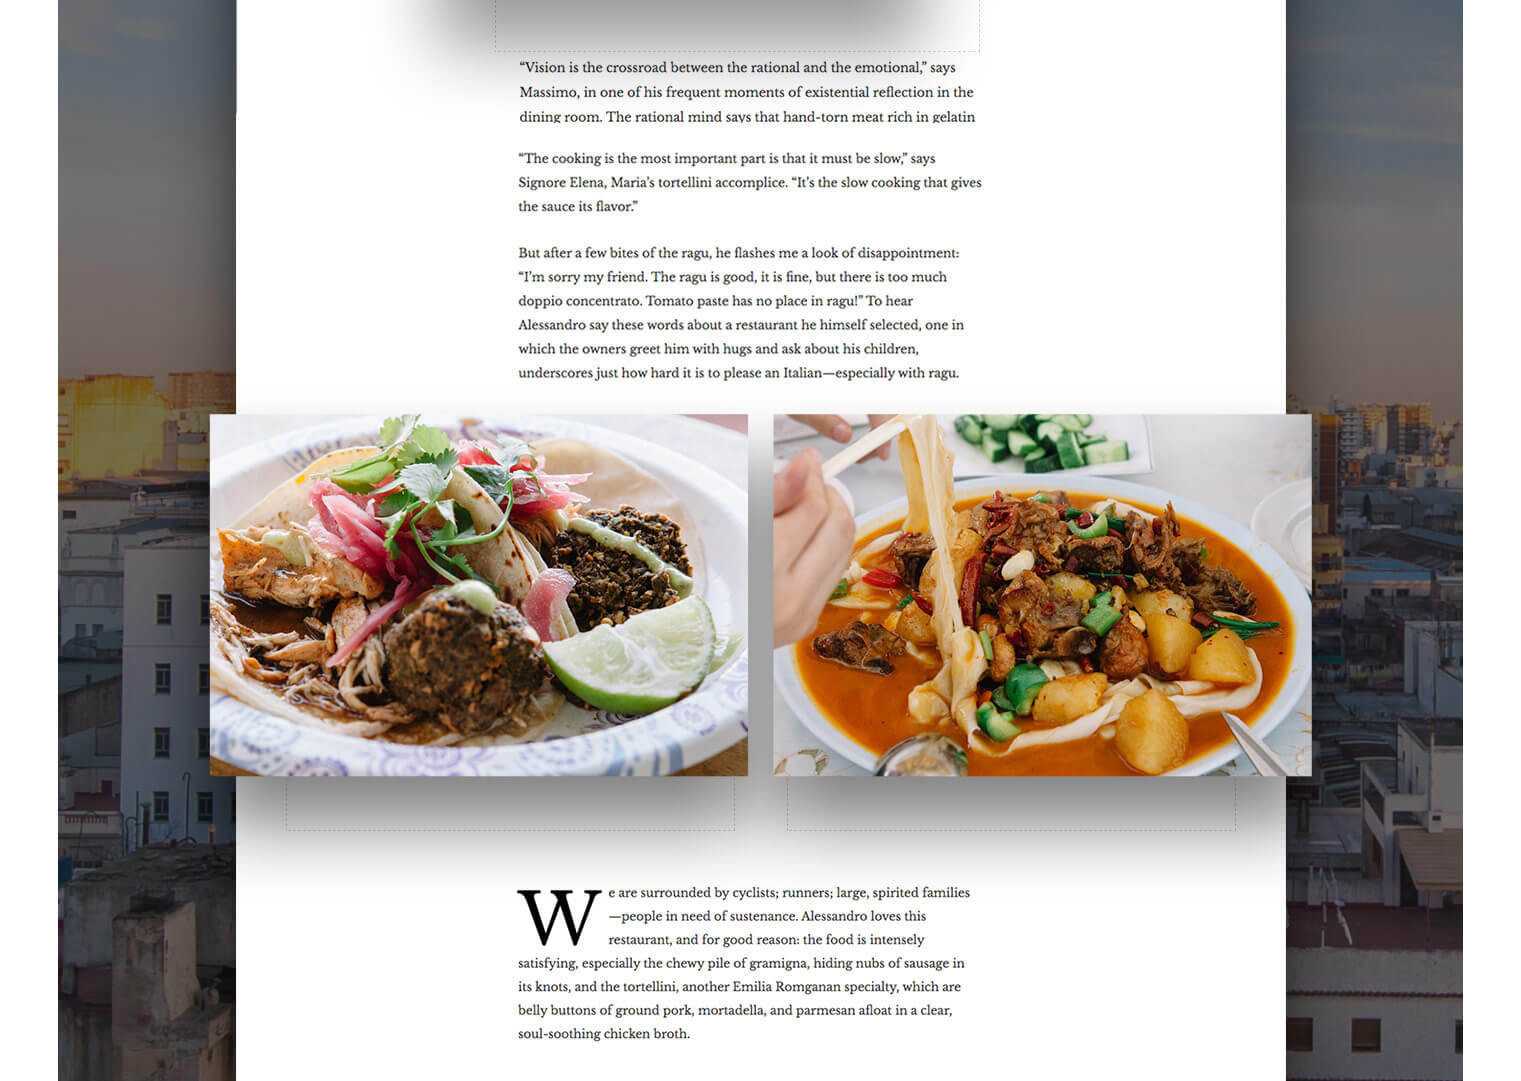 “Vision is the crossroad between the rational and the emotional,” says
Massimo, in one of his frequent moments of existential reflection in the
dining room. The rational mind says that hand-torn meat rich in gelatin
“The cooking is the most important part is that it must be slow,” says
Signore Elena, Maria’s tortellini accomplice. “It’s the slow cooking that gives
the sauce its flavor.”
But after a few bites of the ragu, he flashes me a look of disappointment:
“I’m sorry my friend. The ragu is good, it is fine, but there is too much
doppio concentrato. Tomato paste has no place in ragu!” To hear
Alessandro say these words about a restaurant he himself selected, one in
which the owners greet him with hugs and ask about his children,
underscores just how hard it is to please an Italian—especially with ragu.
We are surrounded by cyclists; runners; large, spirited families
—people in need of sustenance. Alessandro loves this
restaurant, and for good reason: the food is intensely
satisfying, especially the chewy pile of gramigna, hiding nubs of sausage in
its knots, and the tortellini, another Emilia Romganan specialty, which are
belly buttons of ground pork, mortadella, and parmesan afloat in a clear,
soul-soothing chicken broth.